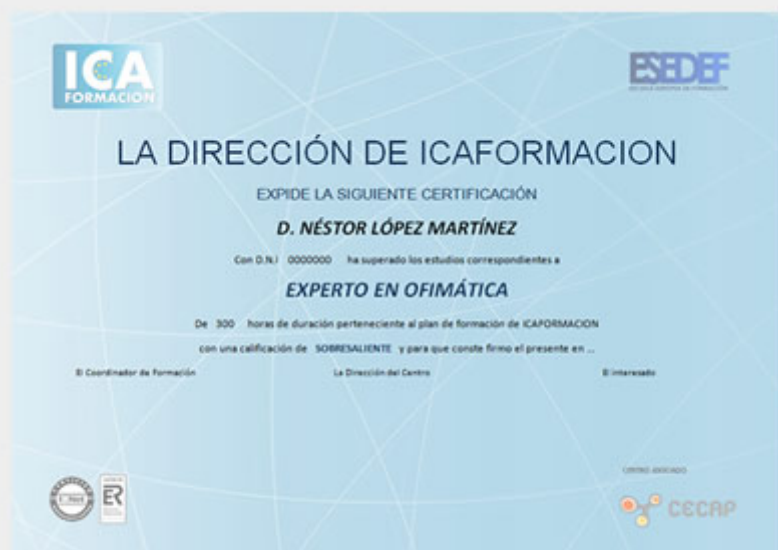 ICA
FORMACION
ESEDEF
LA DIRECCIÓN DE ICAFORMACION
EXPIDE LA SIGUIENTE CERTIFICACIÓN
D. NÉSTOR LÓPEZ MARTÍNEZ
Con D.N.I 0000000 ha superado los estudios correspondientes a
EXPERTO EN OFIMÁTICA
De 300 horas de duración perteneciente al plan de formación de ICAFORMACION
con una calificación de SOBRESALIENTE y para que conste firmo el presente en ...
El Coordinador de Formación La Dirección del Centro El interesado
CENTRO ASOCIADO
ER
CECAP